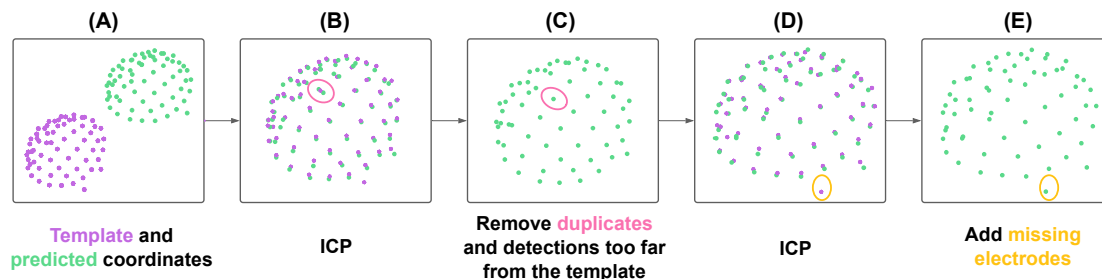 (A)
(B)
(C)
(D)
(E)
Template and
predicted coordinates
ICP
Remove duplicates
and detections too far
from the template
ICP
Add missing
electrodes